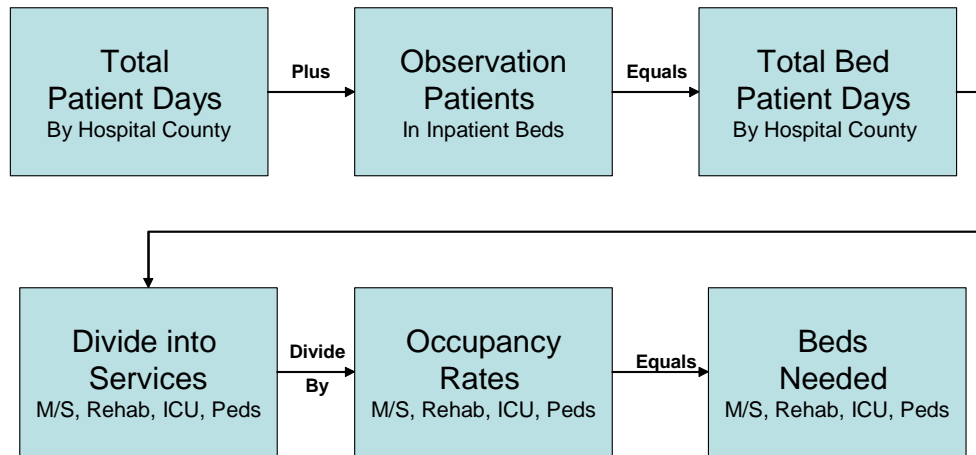 Total
Patient Days
By Hospital County
Plus
Observation
Patients
In Inpatient Beds
Equals
Total Bed
Patient Days
By Hospital County
Divide into
Services
M/S, Rehab, ICU, Peds
Divide
By
Occupancy
Rates
M/S, Rehab, ICU, Peds
Equals
Beds
Needed
M/S, Rehab, ICU, Peds